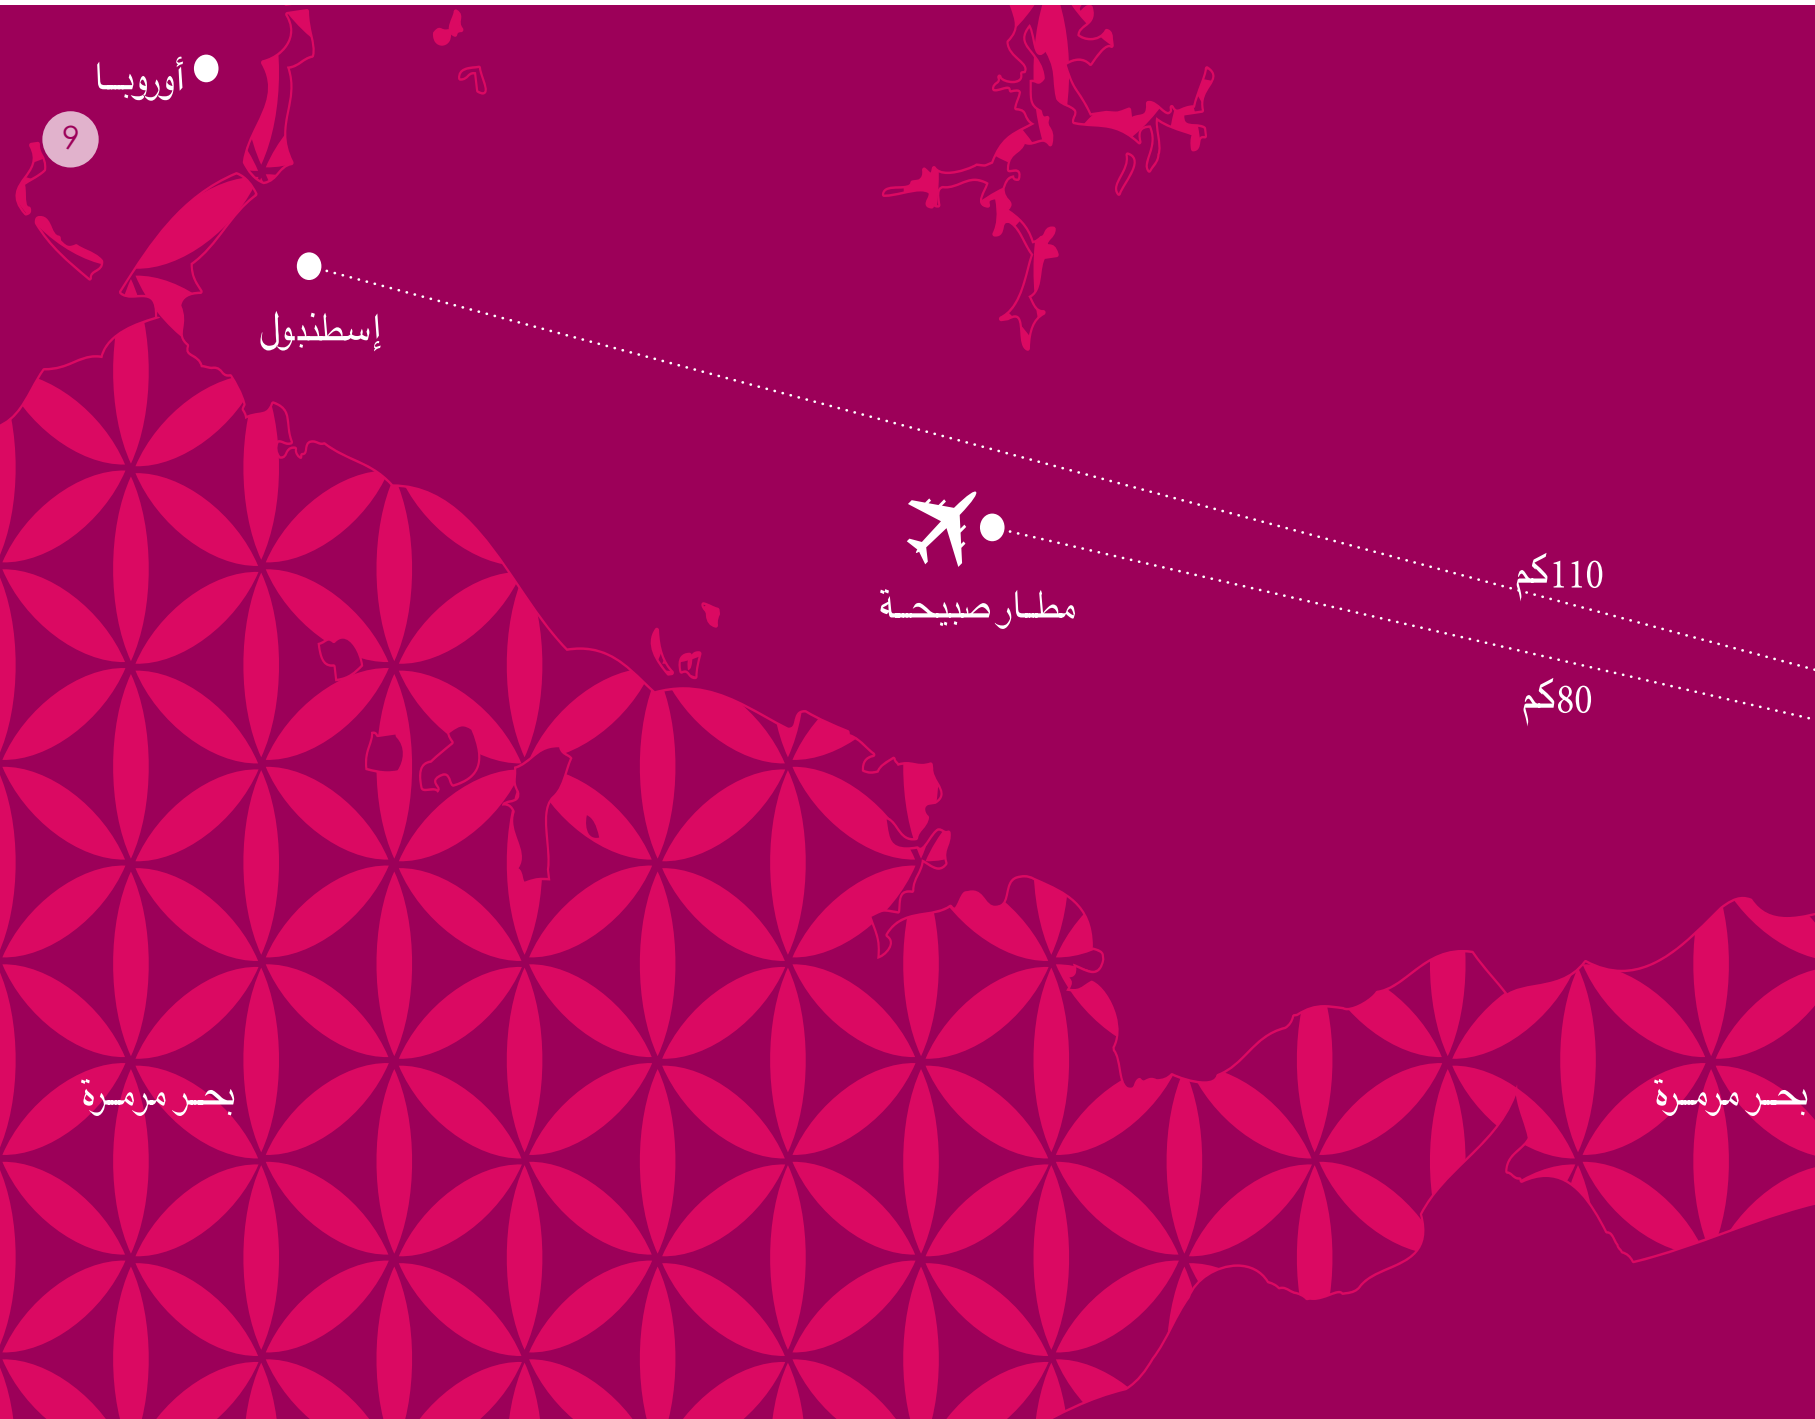 أوروبا
9
إسطنبول
مطار صبيحة
110كم
80كم
بحر مرمرة
بحر مرمرة